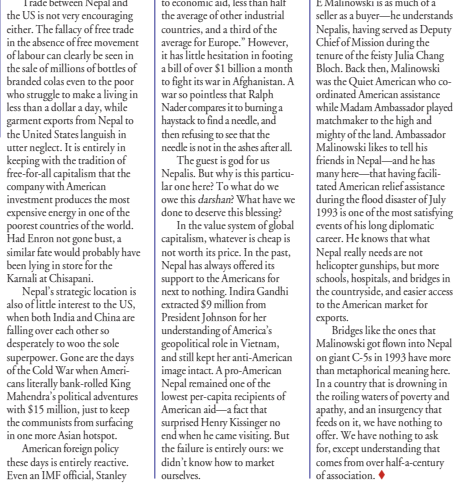 Trade between Nepal and
the US is not very encouraging
either. The fallacy of free trade
in the absence of free movement
of labour can clearly be seen in
the sale of millions of bottles of
branded colas even to the poor
who struggle to make a living in
less than a dollar a day, while
garment exports from Nepal to
the United States languish in
utter neglect. It is entirely in
keeping with the tradition of
free-for-all capitalism that the
company with American
investment produces the most
expensive energy in one of the
poorest countries of the world.
Had Enron not gone bust, a
similar fate would probably have
been lying in store for the
Karnali at Chisapani.
Nepal's strategic location is
also of little interest to the US,
when both India and China are
falling over each other so
desperately to woo the sole
superpower. Gone are the days
of the Cold War when Ameri-
cans literally bank-rolled King
Mahendra's political adventures
with $15 million, just to keep
the communists from surfacing
in one more Asian hotspot.
American foreign policy
these days is entirely reactive.
Even an IMF official, Stanley
to economic aid, less than half
the average of other industrial
countries, and a third of the
average for Europe." However,
it has little hesitation in footing
a bill of over $1 billion a month
to fight its war in Afghanistan. A
war so pointless that Ralph
Nader compares it to burning a
haystack to find a needle, and
then refusing to see that the
needle is not in the ashes after all.
The guest is god for us
Nepalis. But why is this particu-
lar one here? To what do we
owe this darshan? What have we
done to deserve this blessing?
In the value system of global
capitalism, whatever is cheap is
not worth its price. In the past,
Nepal has always offered its
support to the Americans for
next to nothing. Indira Gandhi
extracted $9 million from
President Johnson for her
understanding of America's
geopolitical role in Vietnam,
and still kept her anti-American
image intact. A pro-American
Nepal remained one of the
lowest per-capita recipients of
American aid—a fact that
surprised Henry Kissinger no
end when he came visiting. But
the failure is entirely ours: we
didn't know how to market
ourselves.
E Malinowski is as much of a
seller as a buyer—he understands
Nepalis, having served as Deputy
Chief of Mission during the
tenure of the feisty Julia Chang
Bloch. Back then, Malinowski
was the Quiet American who co-
ordinated American assistance
while Madam Ambassador played
matchmaker to the high and
mighty of the land. Ambassador
Malinowski likes to tell his
friends in Nepal—and he has
many here—that having facili-
tated American relief assistance
during the flood disaster of July
1993 is one of the most satisfying
events of his long diplomatic
career. He knows that what
Nepal really needs are not
helicopter gunships, but more
schools, hospitals, and bridges in
the countryside, and easier access
to the American market for
exports.
Bridges like the ones that
Malinowski got flown into Nepal
on giant C-5s in 1993 have more
than metaphorical meaning here.
In a country that is drowning in
the roiling waters of poverty and
apathy, and an insurgency that
feeds on it, we have nothing to
offer. We have nothing to ask
for, except understanding that
comes from over half-a-century
of association. ♦